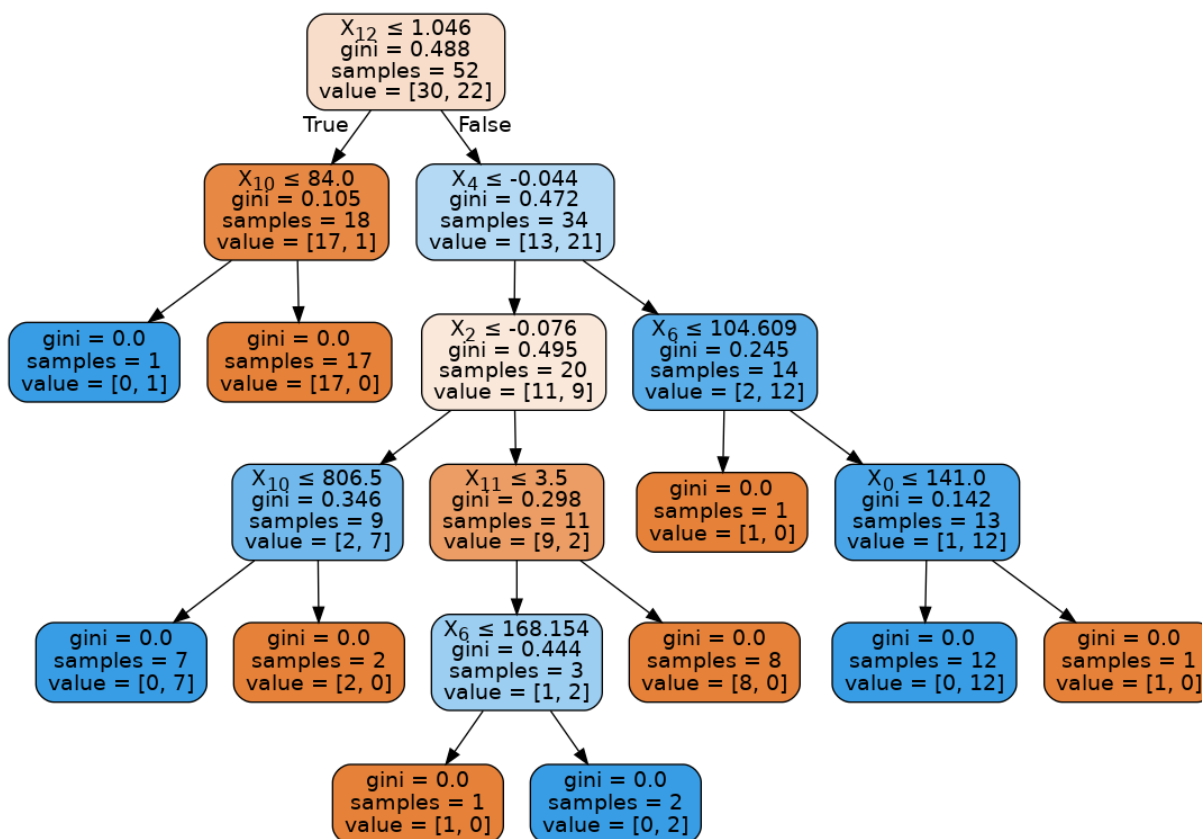 X₁₂ ≤ 1.046
gini = 0.488
samples = 52
value = [30, 22]
True
False
X₁₀ ≤ 84.0
gini = 0.105
samples = 18
value = [17, 1]
X₄ ≤ -0.044
gini = 0.472
samples = 34
value = [13, 21]
gini = 0.0
samples = 1
value = [0, 1]
gini = 0.0
samples = 17
value = [17, 0]
X₂ ≤ -0.076
gini = 0.495
samples = 20
value = [11, 9]
X₆ ≤ 104.609
gini = 0.245
samples = 14
value = [2, 12]
X₁₀ ≤ 806.5
gini = 0.346
samples = 9
value = [2, 7]
X₁₁ ≤ 3.5
gini = 0.298
samples = 11
value = [9, 2]
gini = 0.0
samples = 1
value = [1, 0]
X₀ ≤ 141.0
gini = 0.142
samples = 13
value = [1, 12]
gini = 0.0
samples = 7
value = [0, 7]
gini = 0.0
samples = 2
value = [2, 0]
X₆ ≤ 168.154
gini = 0.444
samples = 3
value = [1, 2]
gini = 0.0
samples = 8
value = [8, 0]
gini = 0.0
samples = 12
value = [0, 12]
gini = 0.0
samples = 1
value = [1, 0]
gini = 0.0
samples = 1
value = [1, 0]
gini = 0.0
samples = 2
value = [0, 2]